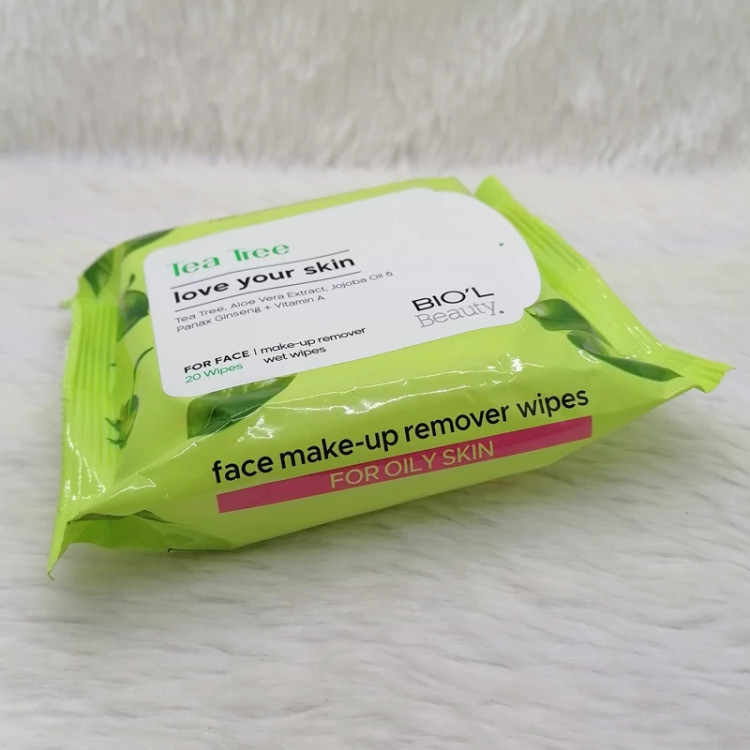 Tea Tree
love your skin
Tea Tree, Aloe Vera Extract, Jojoba Oil &
Panax Ginseng + Vitamin A
FOR FACE | make-up remover
20 Wipes wet wipes
BIO'L
Beauty.
face make-up remover wipes
FOR OILY SKIN